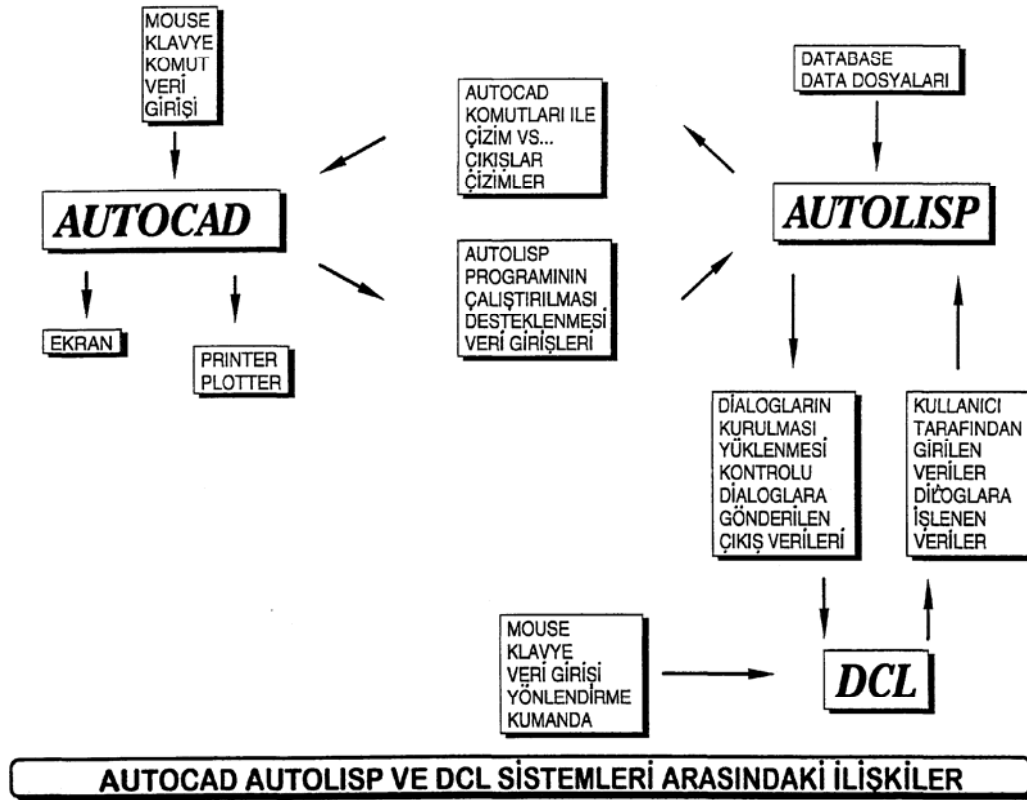 MOUSE
KLAVYE
KOMUT
VERİ
GİRİŞİ
AUTOCAD
KOMUTLARI ILE
ÇİZİM VS...
ÇIKIŞLAR
ÇİZİMLER
DATABASE
DATA DOSYALARI
AUTOCAD
AUTOLISP
AUTOLISP
PROGRAMININ
ÇALIŞTIRILMASI
DESTEKLENMESİ
VERİ GİRİŞLERİ
EKRAN
PRINTER
PLOTTER
DİALOGLARIN
KURULMASI
YÜKLENMESİ
KONTROLU
DİALOGLARA
GÖNDERİLEN
ÇIKIŞ VERİLERİ
KULLANICI
TARAFINDAN
GİRİLEN
VERİLER
DİLOGLARA
İŞLENEN
VERİLER
MOUSE
KLAVYE
VERİ GİRİŞİ
YÖNLENDİRME
KUMANDA
DCL
AUTOCAD AUTOLISP VE DCL SİSTEMLERİ ARASINDAKİ İLİŞKİLER